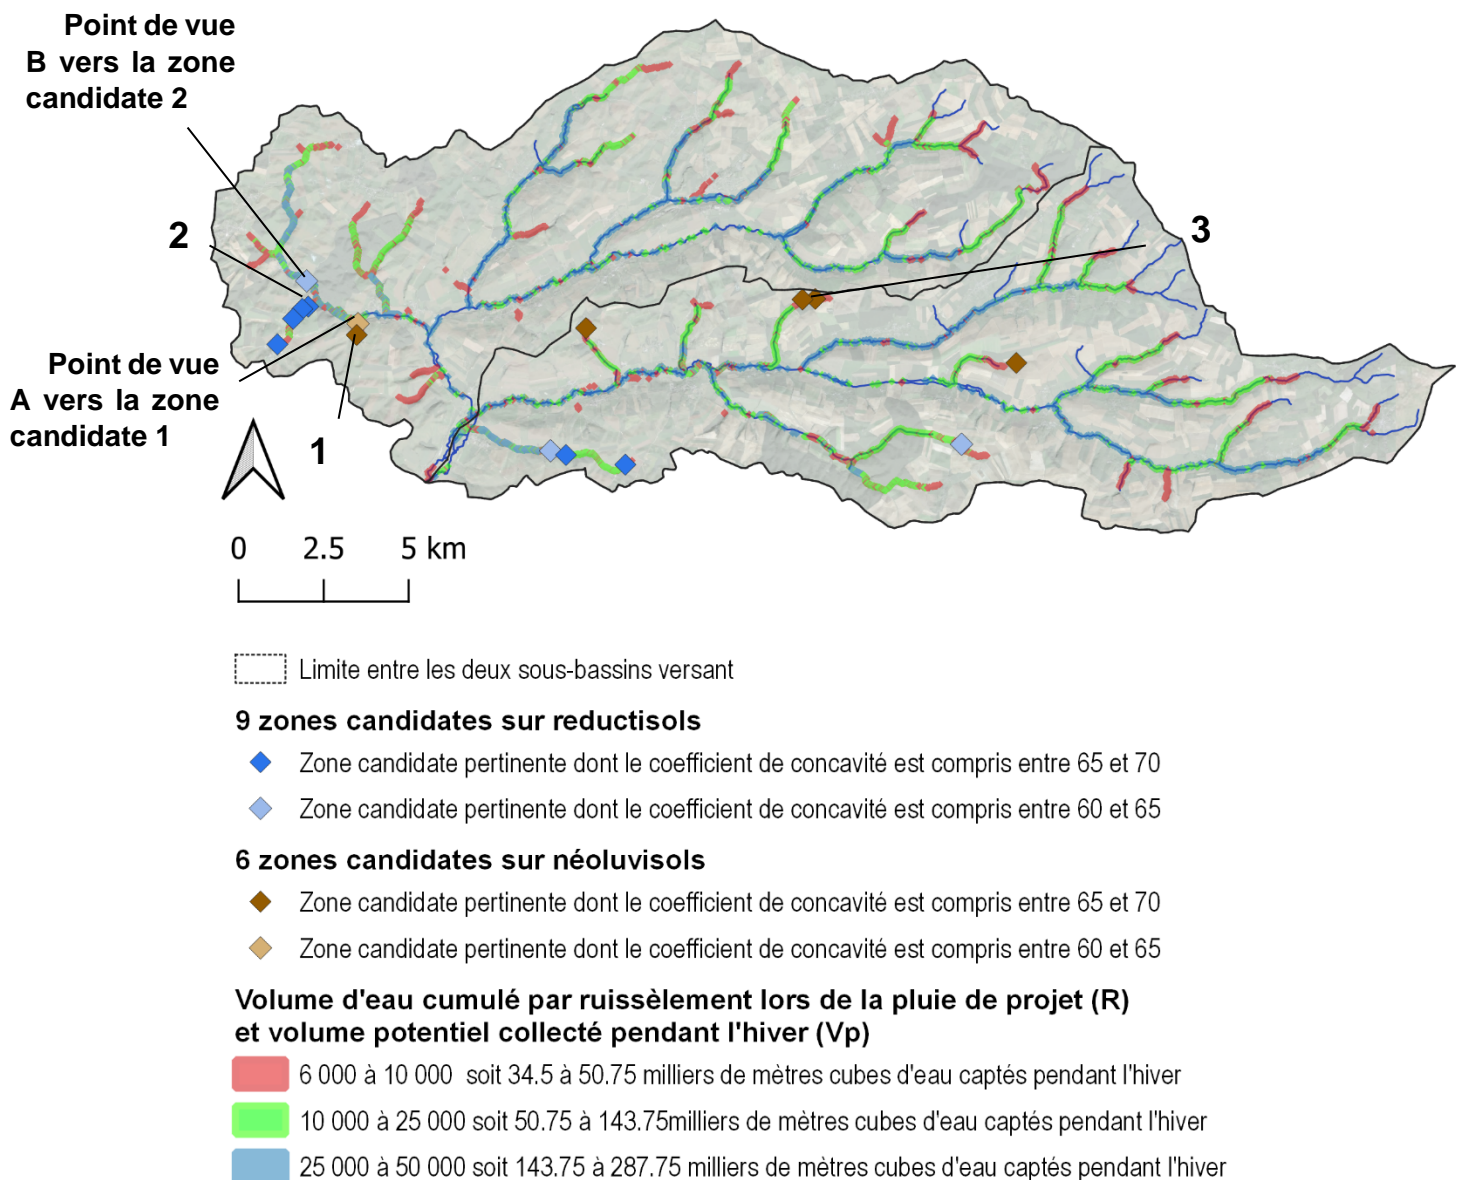 Point de vue
B vers la zone
candidate 2
2
3
Point de vue
A vers la zone
candidate 1
1
0 2.5 5 km
Limite entre les deux sous-bassins versant
9 zones candidates sur reductisols
Zone candidate pertinente dont le coefficient de concavité est compris entre 65 et 70
Zone candidate pertinente dont le coefficient de concavité est compris entre 60 et 65
6 zones candidates sur néoluvisols
Zone candidate pertinente dont le coefficient de concavité est compris entre 65 et 70
Zone candidate pertinente dont le coefficient de concavité est compris entre 60 et 65
Volume d'eau cumulé par ruissèlement lors de la pluie de projet (R)
et volume potentiel collecté pendant l'hiver (Vp)
6 000 à 10 000 soit 34.5 à 50.75 milliers de mètres cubes d'eau captés pendant l'hiver
10 000 à 25 000 soit 50.75 à 143.75milliers de mètres cubes d'eau captés pendant l'hiver
25 000 à 50 000 soit 143.75 à 287.75 milliers de mètres cubes d'eau captés pendant l'hiver